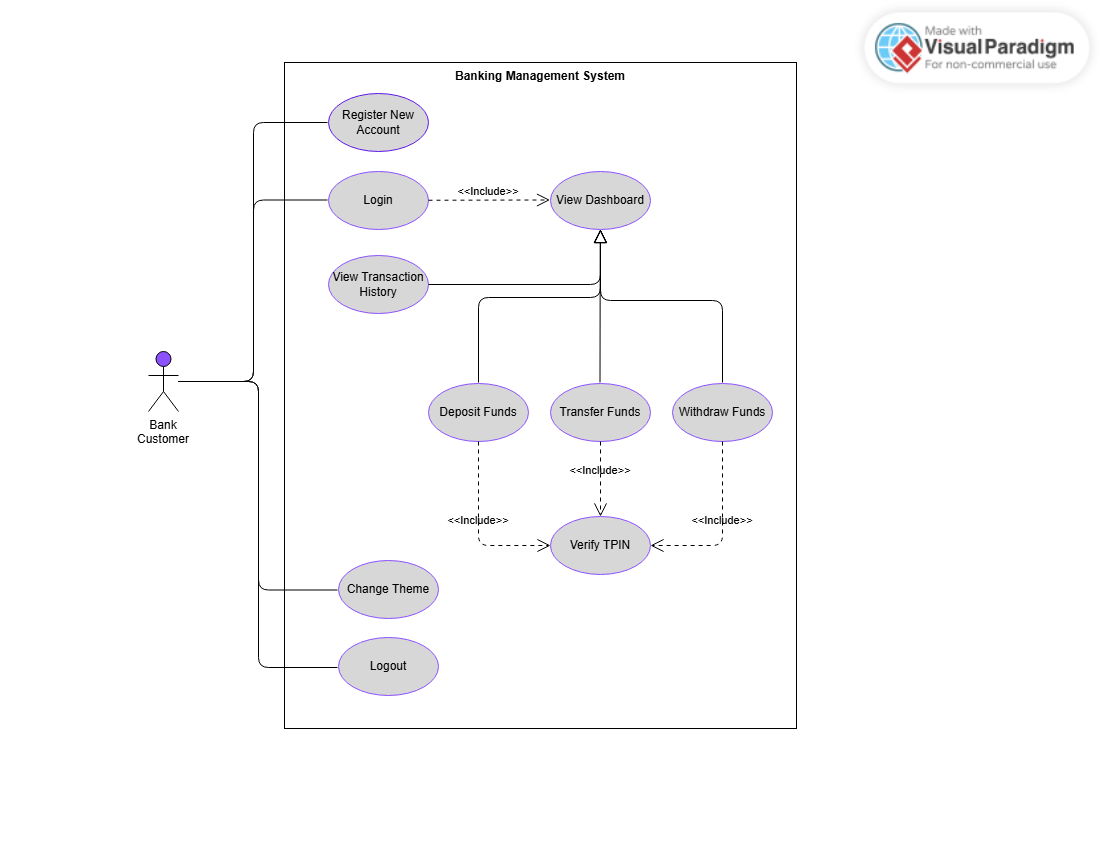 Made with
Visual Paradigm
For non-commercial use
Banking Management System
Register New
Account
Login
<<Include>>
View Dashboard
View Transaction
History
Bank
Customer
Deposit Funds
Transfer Funds
Withdraw Funds
<<Include>>
<<Include>>
<<Include>>
Verify TPIN
Change Theme
Logout